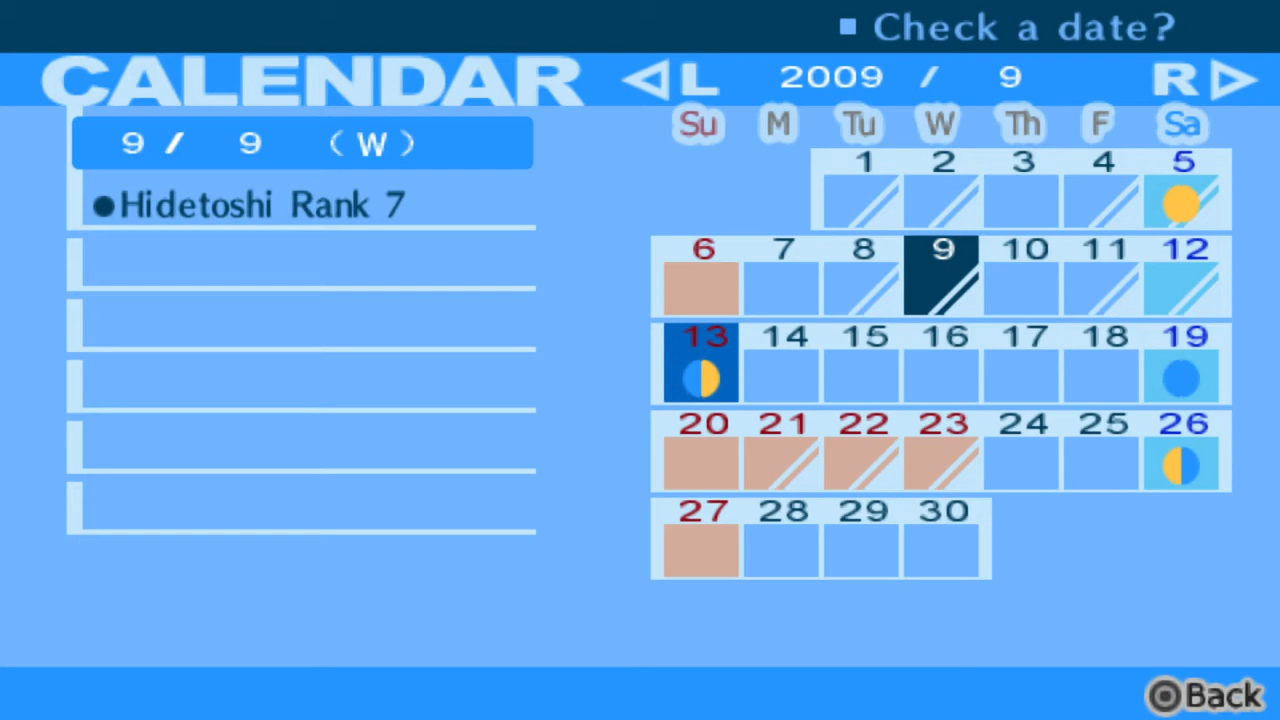 Check a date?
CALENDAR
L 2009 / 9 R
9 / 9 (W)
● Hidetoshi Rank 7
Su M Tu W Th F Sa
1 2 3 4 5
6 7 8 9 10 11 12
13 14 15 16 17 18 19
20 21 22 23 24 25 26
27 28 29 30
Back